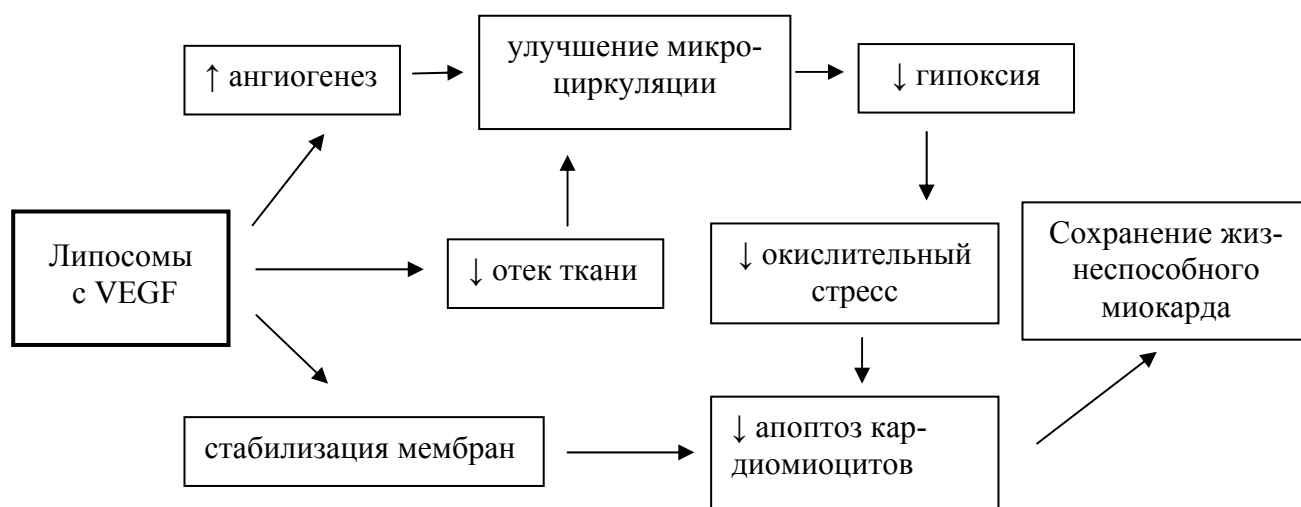 ↑ ангиогенез
улучшение микро-
циркуляции
↓ гипоксия
Липосомы
с VEGF
↓ отек ткани
↓ окислительный
стресс
Сохранение жиз-
неспособного
миокарда
стабилизация мембран
↓ апоптоз кар-
диомиоцитов